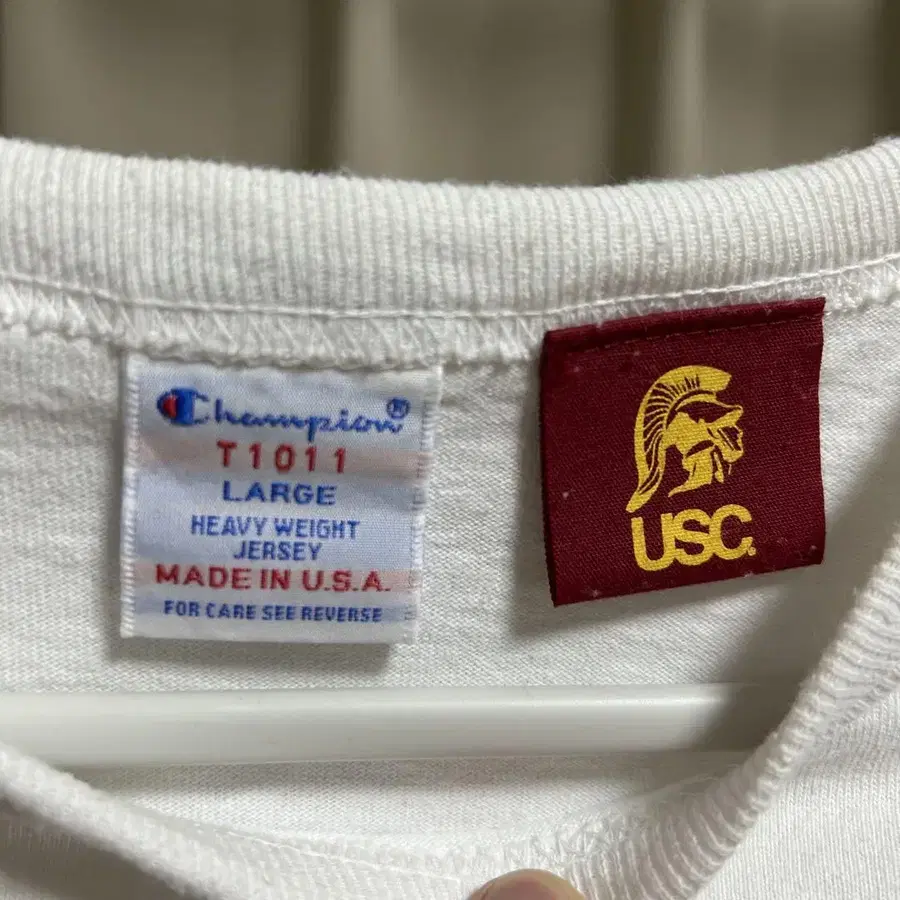 Champion®
T1011
LARGE
HEAVY WEIGHT
JERSEY
MADE IN U.S.A.
FOR CARE SEE REVERSE
USC®